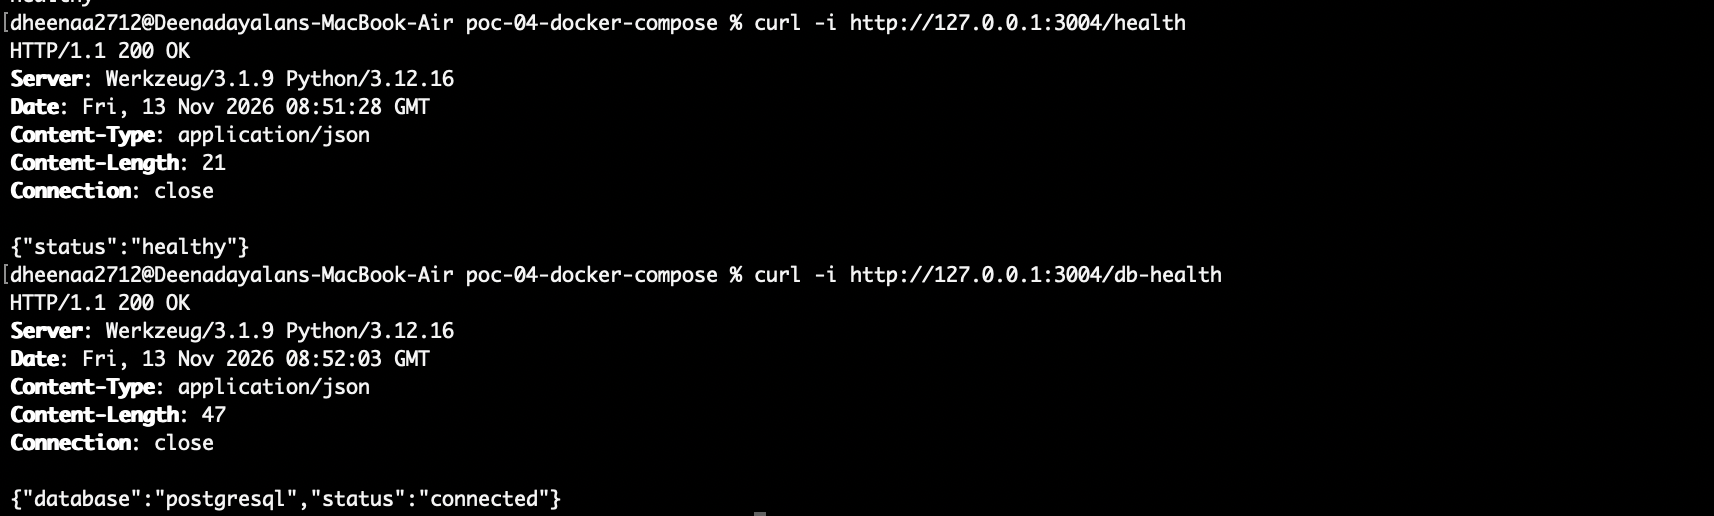 healthy
[dheenaa2712@Deenadayalans-MacBook-Air poc-04-docker-compose % curl -i http://127.0.0.1:3004/health
HTTP/1.1 200 OK
Server: Werkzeug/3.1.9 Python/3.12.16
Date: Fri, 13 Nov 2026 08:51:28 GMT
Content-Type: application/json
Content-Length: 21
Connection: close

{"status":"healthy"}
[dheenaa2712@Deenadayalans-MacBook-Air poc-04-docker-compose % curl -i http://127.0.0.1:3004/db-health
HTTP/1.1 200 OK
Server: Werkzeug/3.1.9 Python/3.12.16
Date: Fri, 13 Nov 2026 08:52:03 GMT
Content-Type: application/json
Content-Length: 47
Connection: close

{"database":"postgresql","status":"connected"}